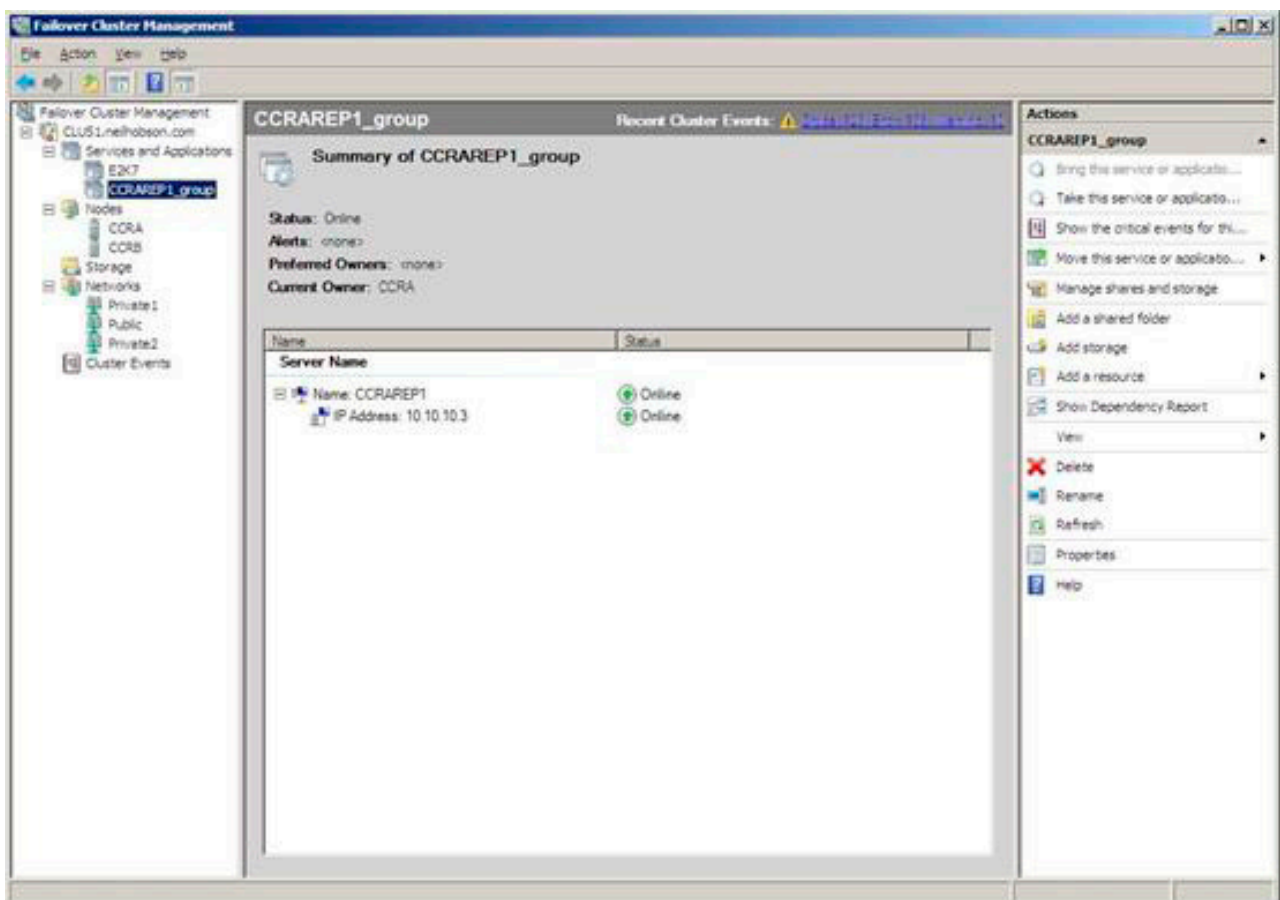 Failover Cluster Management
File Action View Help
Failover Cluster Management
CLUS1.neilhobson.com
Services and Applications
E2K7
CCRAREP1_group
Nodes
CCRA
CCRB
Storage
Networks
Private1
Public
Private2
Cluster Events
CCRAREP1_group
Recent Cluster Events:
Summary of CCRAREP1_group
Status: Online
Alerts: <none>
Preferred Owners: <none>
Current Owner: CCRA
Name Status
Server Name
Name: CCRAREP1 Online
IP Address: 10.10.10.3 Online
Actions
CCRAREP1_group
Bring this service or applicatio...
Take this service or applicatio...
Show the critical events for thi...
Move this service or applicatio...
Manage shares and storage
Add a shared folder
Add storage
Add a resource
Show Dependency Report
View
Delete
Rename
Refresh
Properties
Help